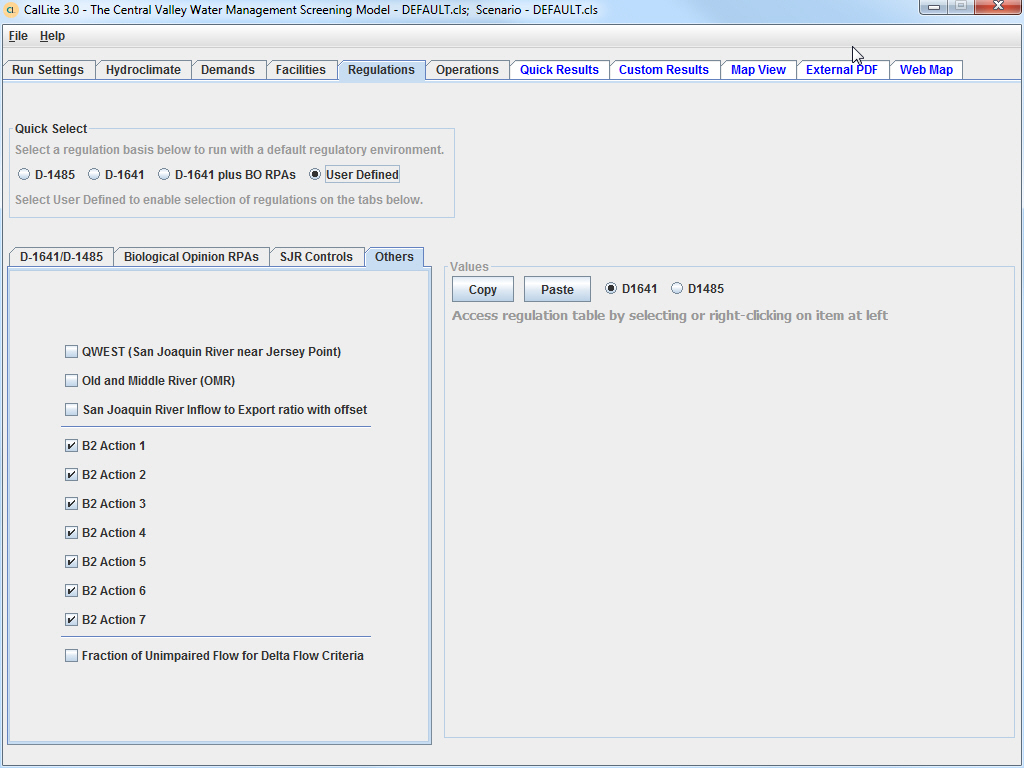 CL CalLite 3.0 - The Central Valley Water Management Screening Model - DEFAULT.cls;  Scenario - DEFAULT.cls
File Help
Run Settings Hydroclimate Demands Facilities Regulations Operations Quick Results Custom Results Map View External PDF Web Map
Quick Select
Select a regulation basis below to run with a default regulatory environment.
D-1485 D-1641 D-1641 plus BO RPAs User Defined
Select User Defined to enable selection of regulations on the tabs below.
D-1641/D-1485 Biological Opinion RPAs SJR Controls Others
QWEST (San Joaquin River near Jersey Point)
Old and Middle River (OMR)
San Joaquin River Inflow to Export ratio with offset
B2 Action 1
B2 Action 2
B2 Action 3
B2 Action 4
B2 Action 5
B2 Action 6
B2 Action 7
Fraction of Unimpaired Flow for Delta Flow Criteria
Values
Copy Paste D1641 D1485
Access regulation table by selecting or right-clicking on item at left